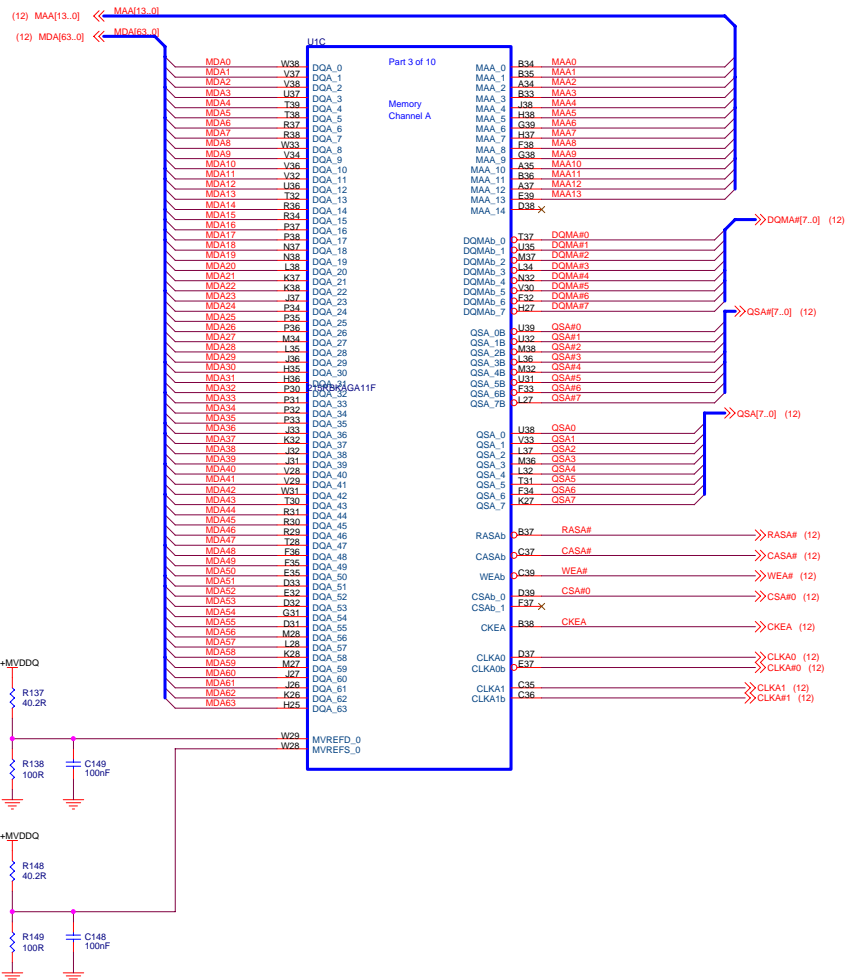 (12) MAA[13..0]
(12) MDA[63..0]
MDA[63..0]
U1C
Part 3 of 10
Memory
Channel A
MDA0 W38 DQA_0
MDA1 V37 DQA_1
MDA2 V38 DQA_2
MDA3 U37 DQA_3
MDA4 T39 DQA_4
MDA5 T38 DQA_5
MDA6 R37 DQA_6
MDA7 R38 DQA_7
MDA8 W33 DQA_8
MDA9 V34 DQA_9
MDA10 V36 DQA_10
MDA11 V32 DQA_11
MDA12 U36 DQA_12
MDA13 T32 DQA_13
MDA14 R36 DQA_14
MDA15 R34 DQA_15
MDA16 P37 DQA_16
MDA17 P38 DQA_17
MDA18 N37 DQA_18
MDA19 N38 DQA_19
MDA20 L38 DQA_20
MDA21 K37 DQA_21
MDA22 K38 DQA_22
MDA23 J37 DQA_23
MDA24 P34 DQA_24
MDA25 P35 DQA_25
MDA26 P36 DQA_26
MDA27 M34 DQA_27
MDA28 L35 DQA_28
MDA29 J36 DQA_29
MDA30 H35 DQA_30
MDA31 H36 DQA_31
215RBKAGA11F
MDA32 P30 DQA_32
MDA33 P31 DQA_33
MDA34 P32 DQA_34
MDA35 P33 DQA_35
MDA36 J33 DQA_36
MDA37 K32 DQA_37
MDA38 J32 DQA_38
MDA39 J31 DQA_39
MDA40 V28 DQA_40
MDA41 V29 DQA_41
MDA42 W31 DQA_42
MDA43 T30 DQA_43
MDA44 R31 DQA_44
MDA45 R30 DQA_45
MDA46 R29 DQA_46
MDA47 T28 DQA_47
MDA48 F36 DQA_48
MDA49 F35 DQA_49
MDA50 E35 DQA_50
MDA51 D33 DQA_51
MDA52 E32 DQA_52
MDA53 D32 DQA_53
MDA54 G31 DQA_54
MDA55 D31 DQA_55
MDA56 M28 DQA_56
MDA57 L28 DQA_57
MDA58 K28 DQA_58
MDA59 M27 DQA_59
MDA60 J27 DQA_60
MDA61 J26 DQA_61
MDA62 K26 DQA_62
MDA63 H25 DQA_63
W29 MVREFD_0
W28 MVREFS_0
MAA_0 B34 MAA0
MAA_1 B35 MAA1
MAA_2 A34 MAA2
MAA_3 B33 MAA3
MAA_4 J38 MAA4
MAA_5 H38 MAA5
MAA_6 G39 MAA6
MAA_7 H37 MAA7
MAA_8 F38 MAA8
MAA_9 G38 MAA9
MAA_10 A35 MAA10
MAA_11 B36 MAA11
MAA_12 A37 MAA12
MAA_13 E39 MAA13
MAA_14 D38
DQMA#[7..0] (12)
DQMAb_0 T37 DQMA#0
DQMAb_1 U35 DQMA#1
DQMAb_2 M37 DQMA#2
DQMAb_3 L34 DQMA#3
DQMAb_4 N32 DQMA#4
DQMAb_5 V30 DQMA#5
DQMAb_6 F32 DQMA#6
DQMAb_7 H27 DQMA#7
QSA#[7..0] (12)
QSA_0B U39 QSA#0
QSA_1B U32 QSA#1
QSA_2B M38 QSA#2
QSA_3B L36 QSA#3
QSA_4B M32 QSA#4
QSA_5B U31 QSA#5
QSA_6B F33 QSA#6
QSA_7B L27 QSA#7
QSA[7..0] (12)
QSA_0 U38 QSA0
QSA_1 V33 QSA1
QSA_2 L37 QSA2
QSA_3 M36 QSA3
QSA_4 L32 QSA4
QSA_5 T31 QSA5
QSA_6 F34 QSA6
QSA_7 K27 QSA7
RASAb B37 RASA# RASA# (12)
CASAb C37 CASA# CASA# (12)
WEAb C39 WEA# WEA# (12)
CSAb_0 D39 CSA#0 CSA#0 (12)
CSAb_1 F37
CKEA B38 CKEA CKEA (12)
CLKA0 D37 CLKA0 (12)
CLKA0b E37 CLKA#0 (12)
CLKA1 C35 CLKA1 (12)
CLKA1b C36 CLKA#1 (12)
+MVDDQ
R137
40.2R
R138
100R
C149
100nF
+MVDDQ
R148
40.2R
R149
100R
C148
100nF